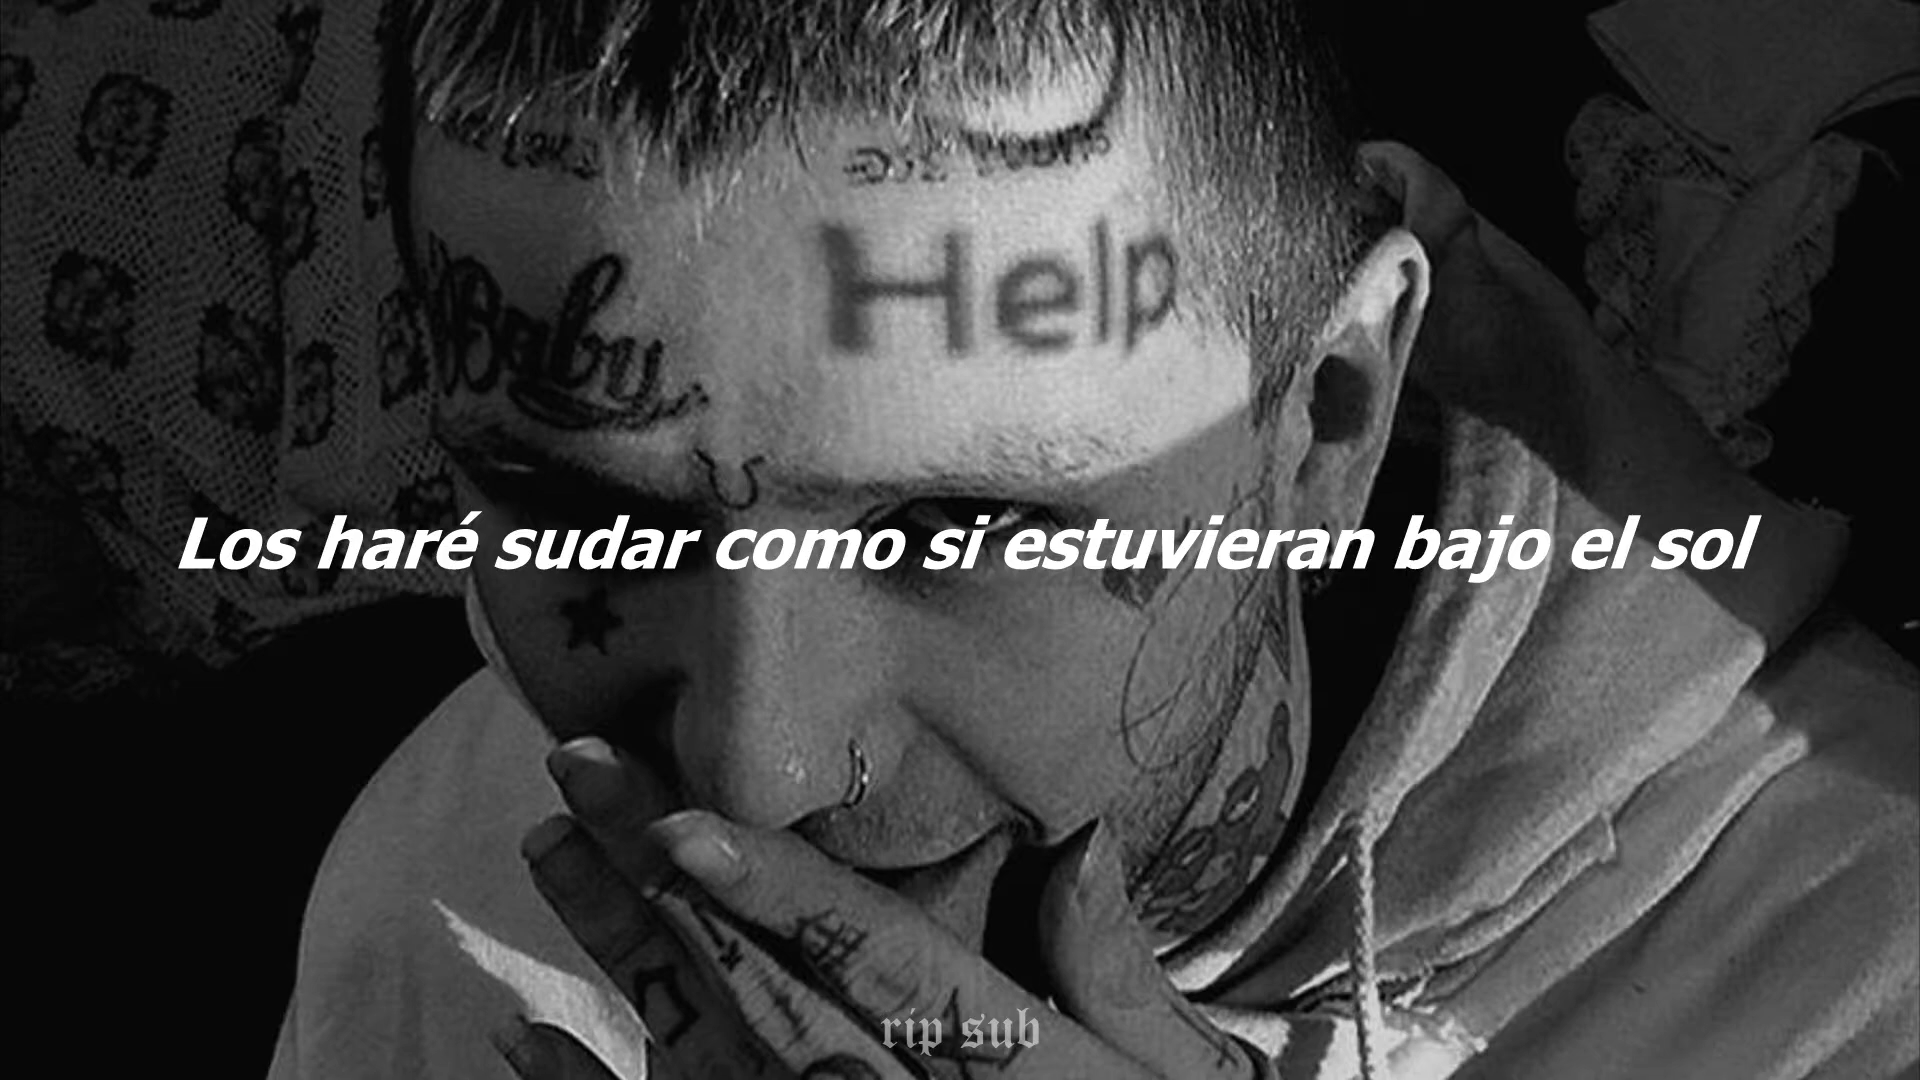 Help
Baby
Los haré sudar como si estuvieran bajo el sol
rip sub